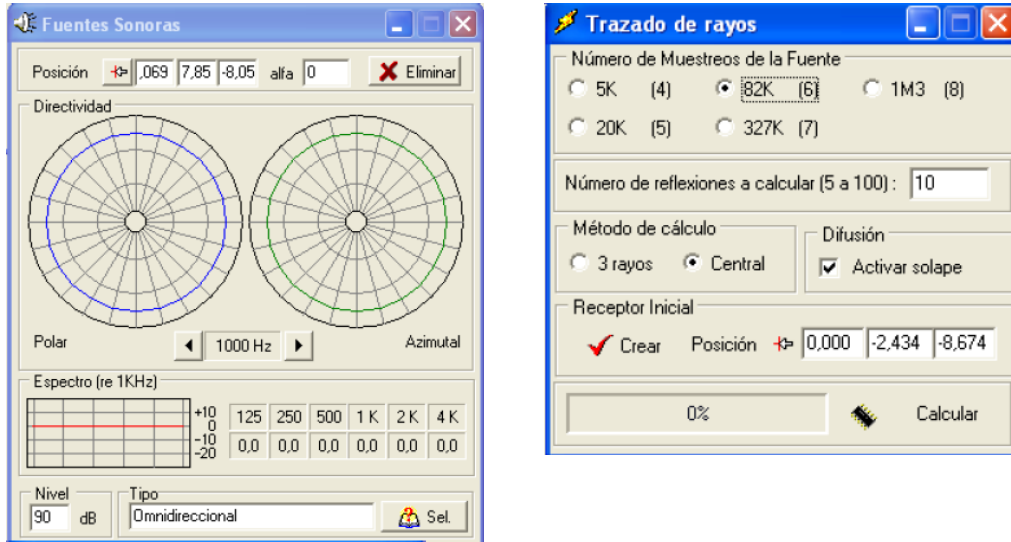 Fuentes Sonoras
Posición ,069 7,85 -8,05 alfa 0 Eliminar
Directividad
Polar 1000 Hz Azimutal
Espectro (re 1KHz)
+10
0
-10
-20
125 250 500 1 K 2 K 4 K
0,0 0,0 0,0 0,0 0,0 0,0
Nivel
90 dB
Tipo
Omnidireccional Sel.
Trazado de rayos
Número de Muestreos de la Fuente
5K (4) 82K (6) 1M3 (8)
20K (5) 327K (7)
Número de reflexiones a calcular (5 a 100) : 10
Método de cálculo
3 rayos Central
Difusión
Activar solape
Receptor Inicial
Crear Posición 0,000 -2,434 -8,674
0% Calcular